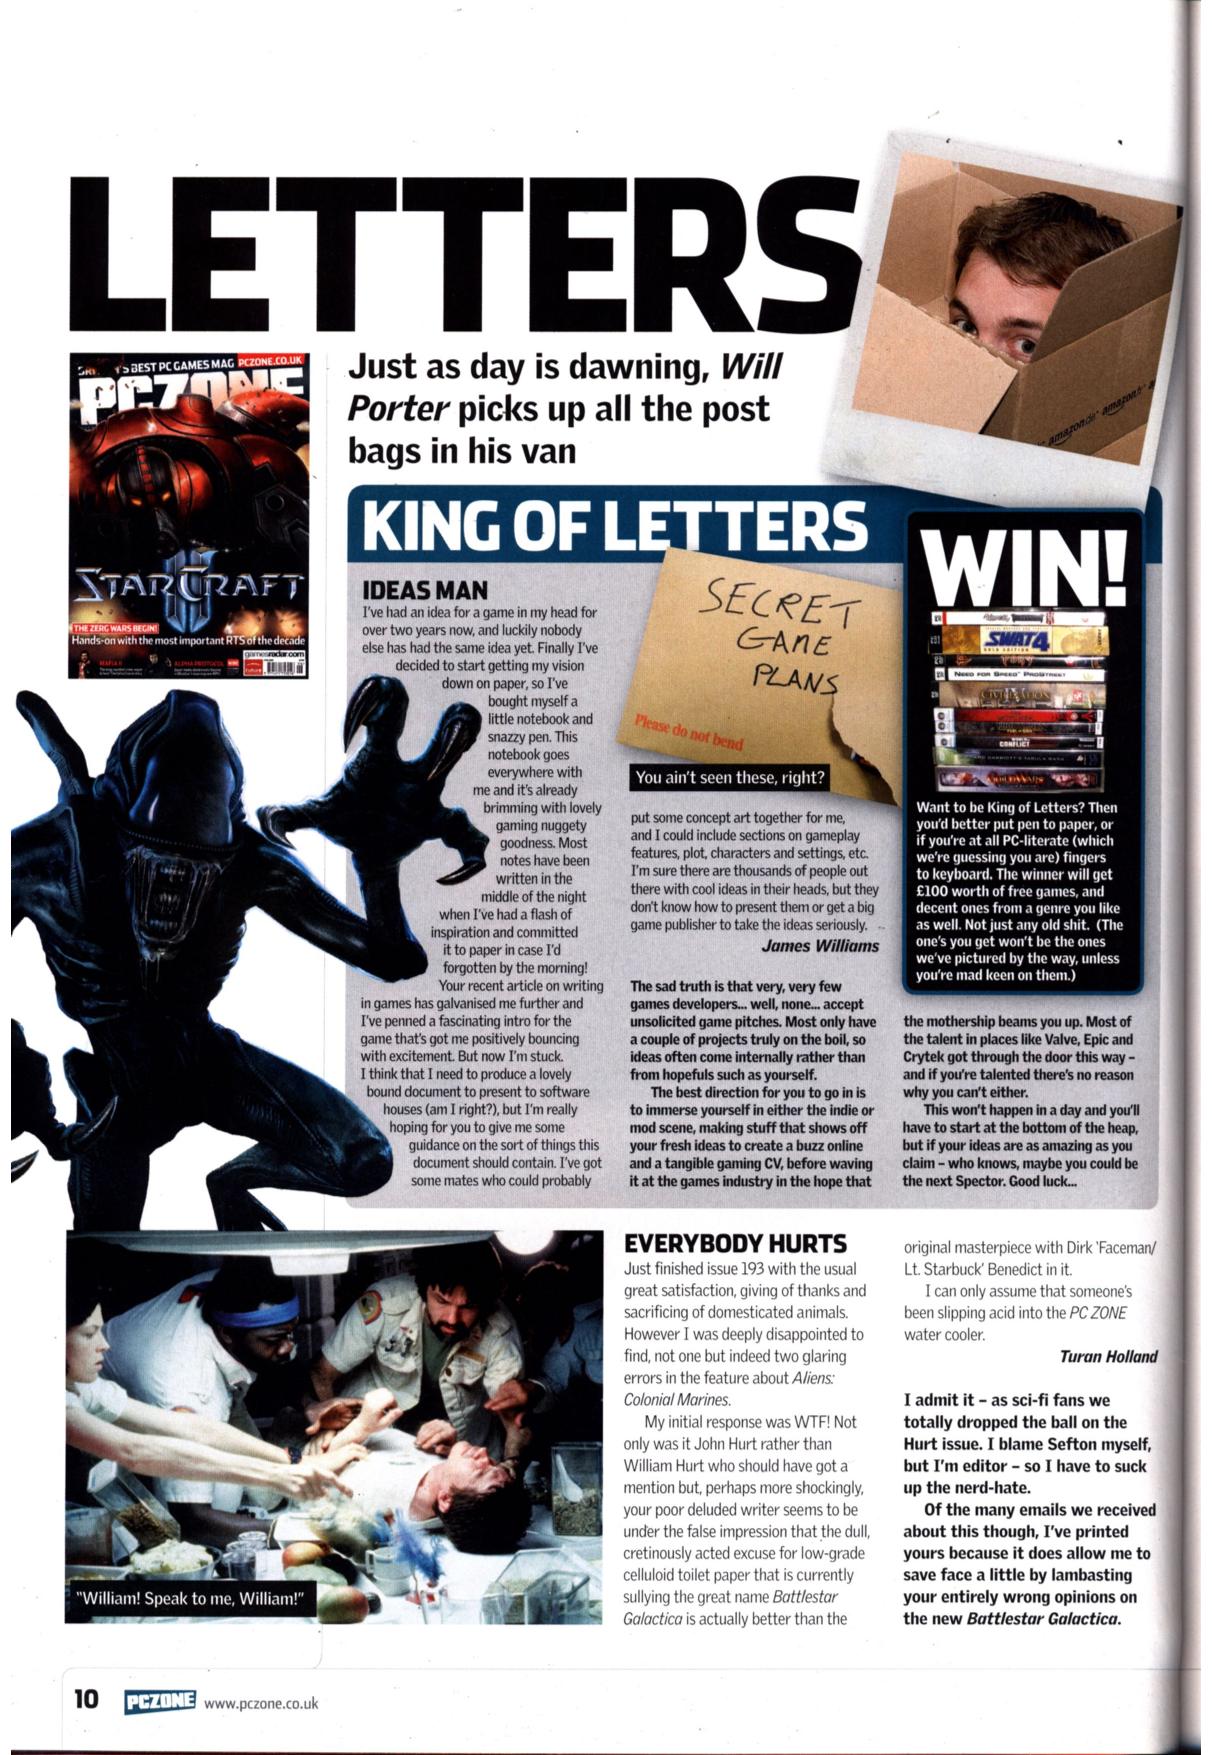 LETTERS
Just as day is dawning, Will
Porter picks up all the post
bags in his van
amazon.de
amazon.fr
'S BEST PC GAMES MAG PCZONE.CO.UK
PCZONE
STARCRAFT
II
THE ZERG WARS BEGIN!
Hands-on with the most important RTS of the decade
gamesradar.com
MAFIA II
ALPHA PROTOCOL
future
KING OF LETTERS
IDEAS MAN
I've had an idea for a game in my head for
over two years now, and luckily nobody
else has had the same idea yet. Finally I've
decided to start getting my vision
down on paper, so I've
bought myself a
little notebook and
snazzy pen. This
notebook goes
everywhere with
me and it's already
brimming with lovely
gaming nuggety
goodness. Most
notes have been
written in the
middle of the night
when I've had a flash of
inspiration and committed
it to paper in case I'd
forgotten by the morning!
Your recent article on writing
in games has galvanised me further and
I've penned a fascinating intro for the
game that's got me positively bouncing
with excitement. But now I'm stuck.
I think that I need to produce a lovely
bound document to present to software
houses (am I right?), but I'm really
hoping for you to give me some
guidance on the sort of things this
document should contain. I've got
some mates who could probably
SECRET
GAME
PLANS
Please do not bend
You ain't seen these, right?
put some concept art together for me,
and I could include sections on gameplay
features, plot, characters and settings, etc.
I'm sure there are thousands of people out
there with cool ideas in their heads, but they
don't know how to present them or get a big
game publisher to take the ideas seriously.
James Williams
The sad truth is that very, very few
games developers... well, none... accept
unsolicited game pitches. Most only have
a couple of projects truly on the boil, so
ideas often come internally rather than
from hopefuls such as yourself.
The best direction for you to go in is
to immerse yourself in either the indie or
mod scene, making stuff that shows off
your fresh ideas to create a buzz online
and a tangible gaming CV, before waving
it at the games industry in the hope that
WIN!
SWAT 4
GOLD EDITION
FURY
NEED FOR SPEED PROSTREET
CIVILIZATION
CONFLICT
RICHARD GARRIOTT'S TABULA RASA
GUILD WARS
Want to be King of Letters? Then
you'd better put pen to paper, or
if you're at all PC-literate (which
we're guessing you are) fingers
to keyboard. The winner will get
£100 worth of free games, and
decent ones from a genre you like
as well. Not just any old shit. (The
one's you get won't be the ones
we've pictured by the way, unless
you're mad keen on them.)
the mothership beams you up. Most of
the talent in places like Valve, Epic and
Crytek got through the door this way –
and if you're talented there's no reason
why you can't either.
This won't happen in a day and you'll
have to start at the bottom of the heap,
but if your ideas are as amazing as you
claim – who knows, maybe you could be
the next Spector. Good luck...
"William! Speak to me, William!"
EVERYBODY HURTS
Just finished issue 193 with the usual
great satisfaction, giving of thanks and
sacrificing of domesticated animals.
However I was deeply disappointed to
find, not one but indeed two glaring
errors in the feature about Aliens:
Colonial Marines.
My initial response was WTF! Not
only was it John Hurt rather than
William Hurt who should have got a
mention but, perhaps more shockingly,
your poor deluded writer seems to be
under the false impression that the dull,
cretinously acted excuse for low-grade
celluloid toilet paper that is currently
sullying the great name Battlestar
Galactica is actually better than the
original masterpiece with Dirk 'Faceman/
Lt. Starbuck' Benedict in it.
I can only assume that someone's
been slipping acid into the PC ZONE
water cooler.
Turan Holland
I admit it – as sci-fi fans we
totally dropped the ball on the
Hurt issue. I blame Sefton myself,
but I'm editor – so I have to suck
up the nerd-hate.
Of the many emails we received
about this though, I've printed
yours because it does allow me to
save face a little by lambasting
your entirely wrong opinions on
the new Battlestar Galactica.
10 PCZONE www.pczone.co.uk